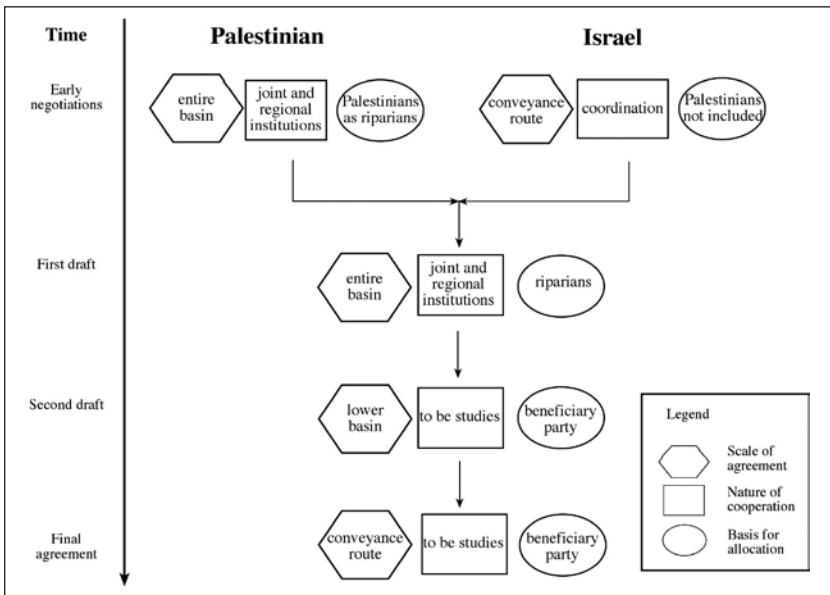 Time
Palestinian
Israel
Early
negotiations
entire
basin
joint and
regional
institutions
Palestinians
as riparians
conveyance
route
coordination
Palestinians
not included
First draft
entire
basin
joint and
regional
institutions
riparians
Second draft
lower
basin
to be studies
beneficiary
party
Final
agreement
conveyance
route
to be studies
beneficiary
party
Legend
Scale of
agreement
Nature of
cooperation
Basis for
allocation